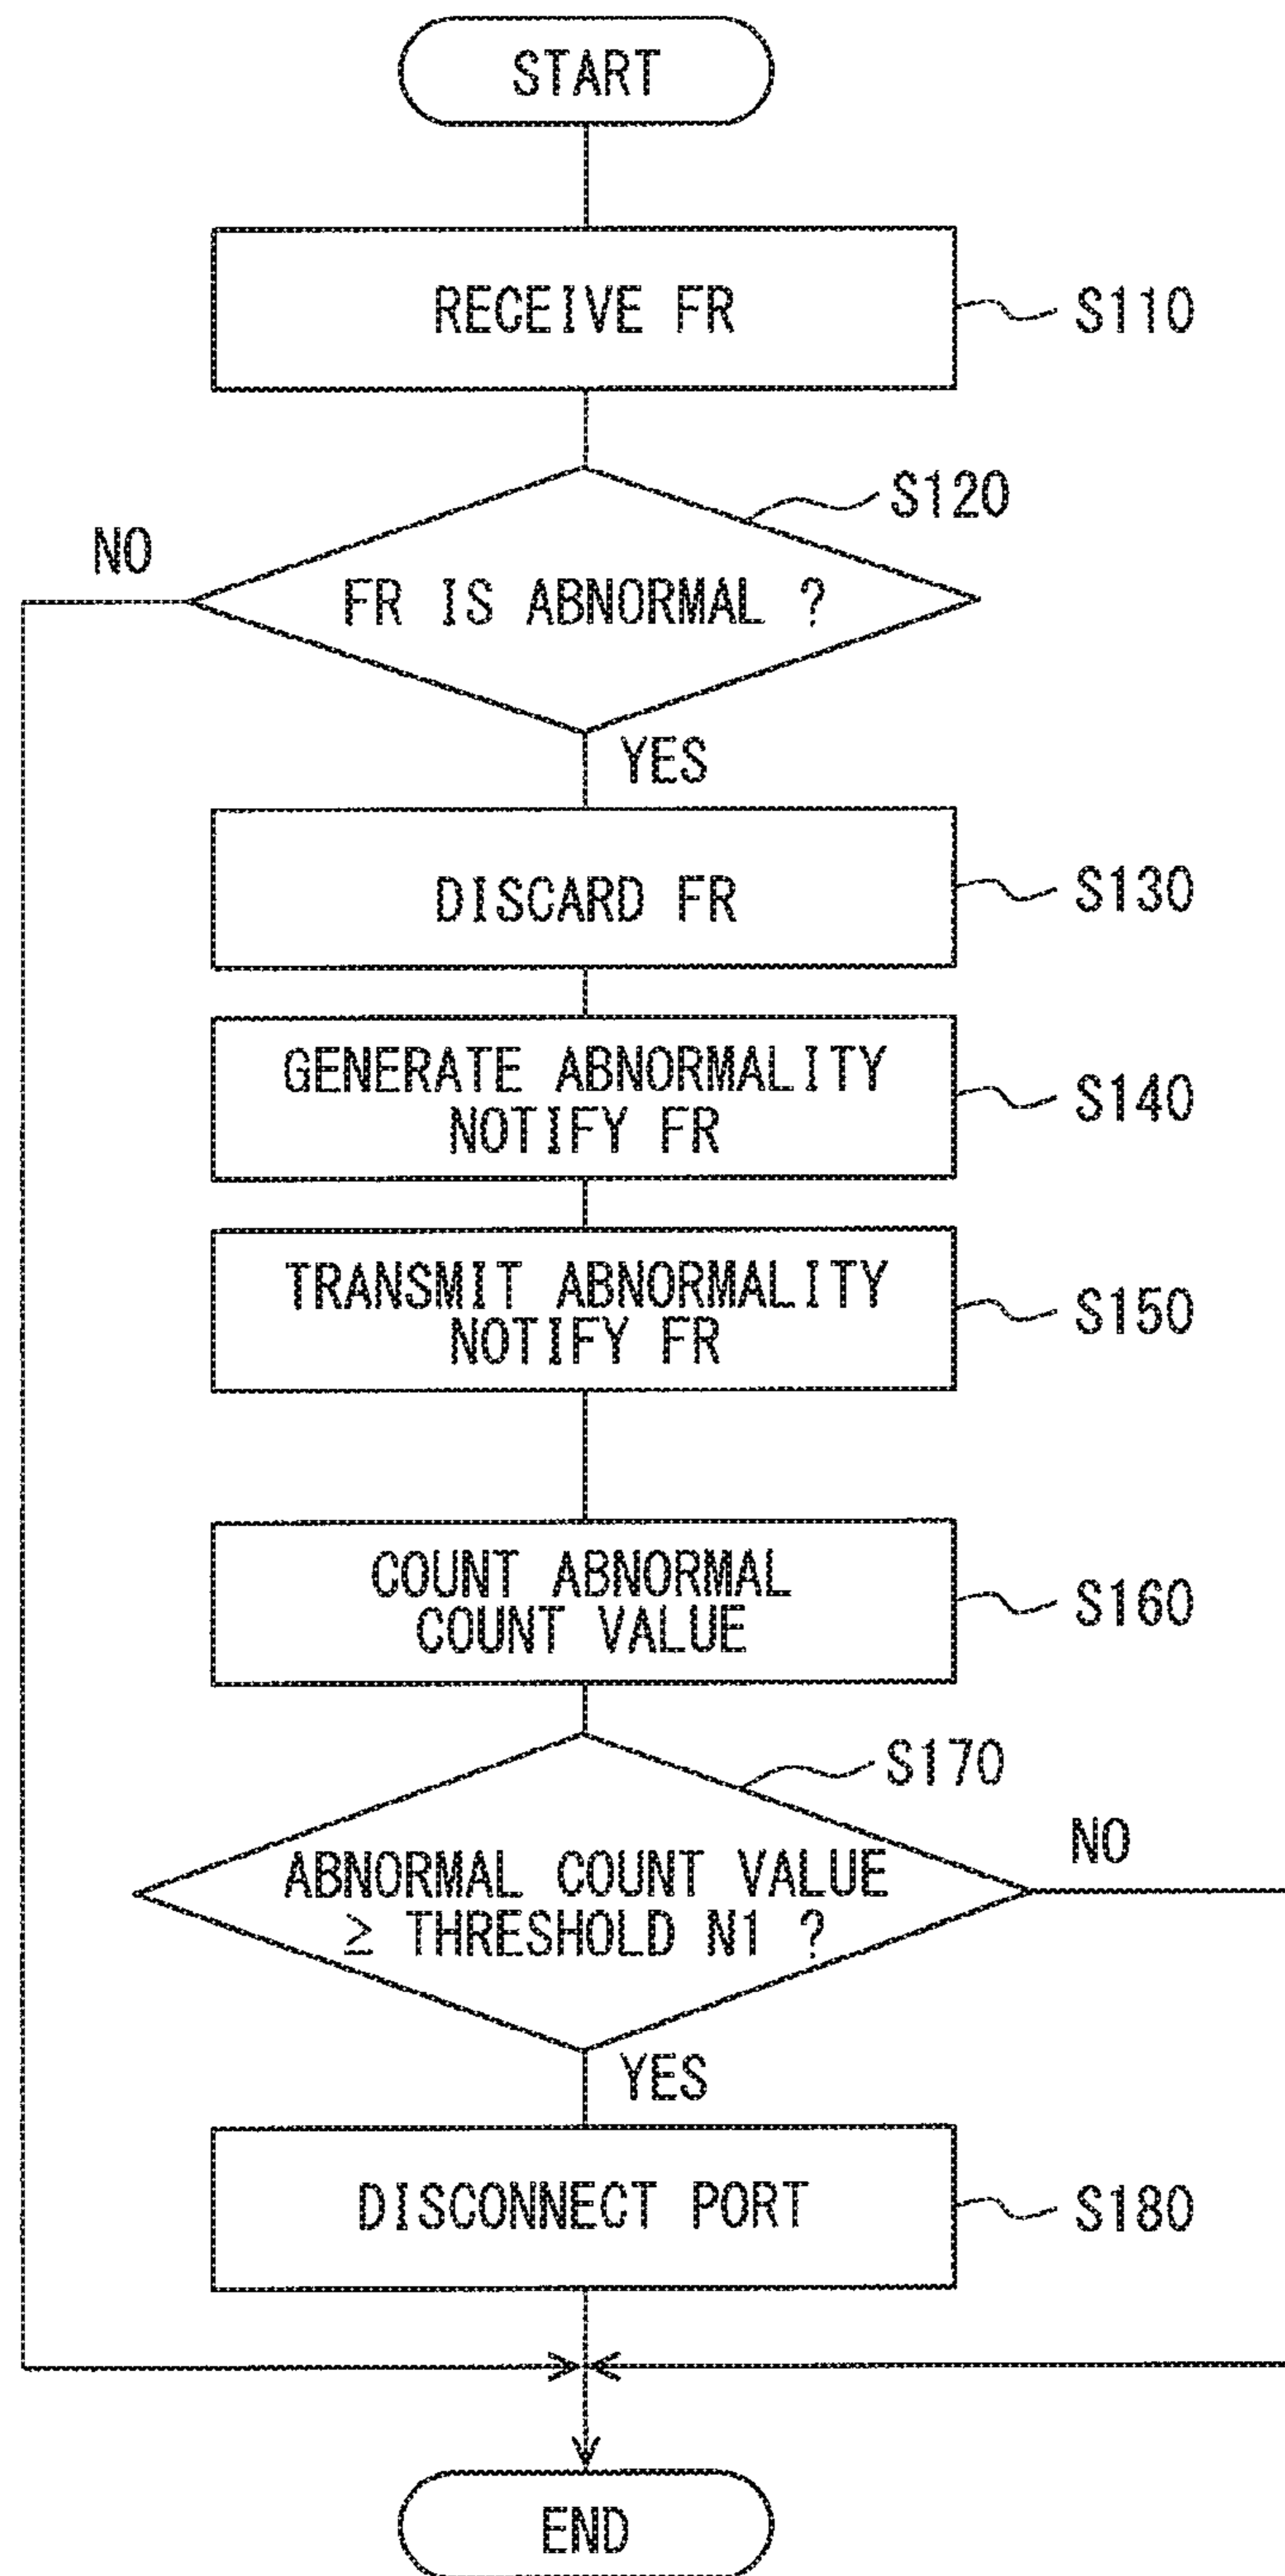 START
RECEIVE FR
S110
S120
NO
FR IS ABNORMAL ?
YES
DISCARD FR
S130
GENERATE ABNORMALITY
NOTIFY FR
S140
TRANSMIT ABNORMALITY
NOTIFY FR
S150
COUNT ABNORMAL
COUNT VALUE
S160
S170
NO
ABNORMAL COUNT VALUE
≥ THRESHOLD N1 ?
YES
DISCONNECT PORT
S180
END